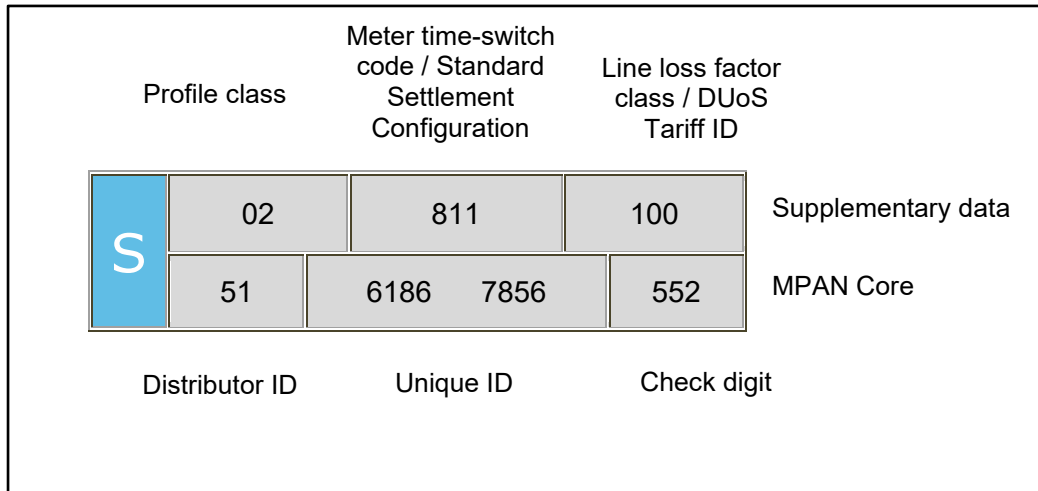 Meter time-switch
code / Standard
Settlement
Configuration
Profile class
Line loss factor
class / DUoS
Tariff ID
S
02 811 100
Supplementary data
51 6186 7856 552
MPAN Core
Distributor ID
Unique ID
Check digit